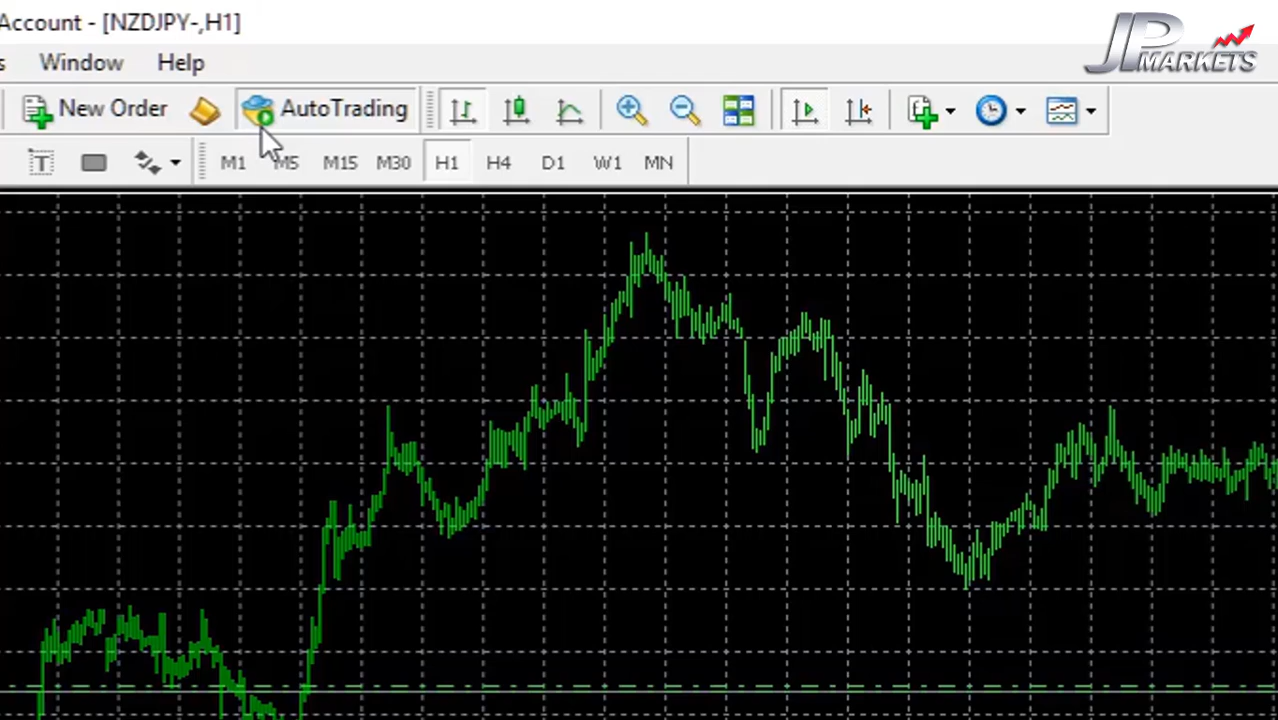 Account - [NZDJPY-,H1]
JP MARKETS
s Window Help
New Order AutoTrading
T M1 M5 M15 M30 H1 H4 D1 W1 MN